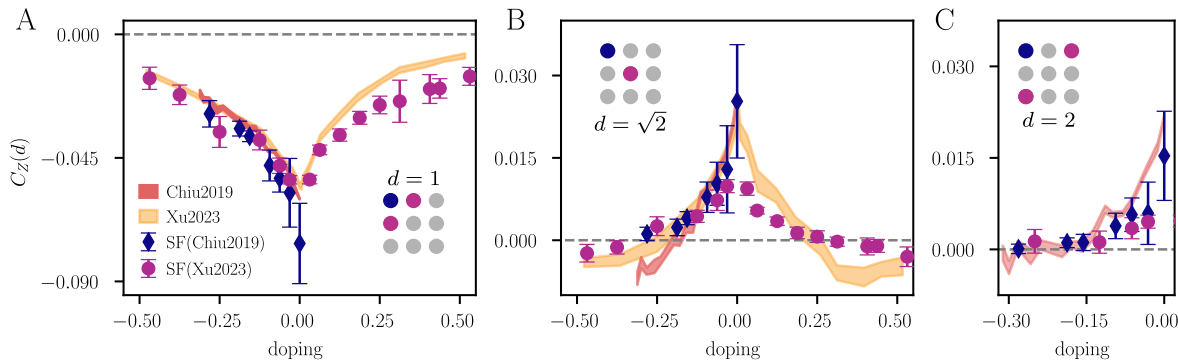 A
B
C
0.000
−0.045
−0.090
C_Z(d)
Chiu2019
Xu2023
SF(Chiu2019)
SF(Xu2023)
d = 1
−0.50
−0.25
0.00
0.25
0.50
doping
0.030
0.015
0.000
d = √2
−0.50
−0.25
0.00
0.25
0.50
doping
0.030
0.015
0.000
d = 2
−0.30
−0.15
0.00
doping